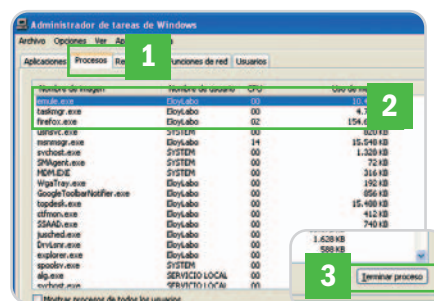 Administrador de tareas de Windows
Archivo Opciones Ver
Aplicaciones Procesos Funciones de red Usuarios
1
Nombre de imagen Nombre de usuario CPU
emule.exe EloyLabo 00
taskmgr.exe EloyLabo 00
firefox.exe EloyLabo 02
2
SYSTEM 00 820 KB
msnmsgr.exe EloyLabo 14 15.548 KB
svchost.exe SYSTEM 00 1.328 KB
SMAgent.exe SYSTEM 00 72 KB
MDM.EXE SYSTEM 00 316 KB
WgaTray.exe EloyLabo 00 192 KB
GoogleToolbarNotifier.exe EloyLabo 00 856 KB
topdesk.exe EloyLabo 00 15.488 KB
ctfmon.exe EloyLabo 00 412 KB
SSAAD.exe EloyLabo 00 740 KB
jusched.exe EloyLabo 00
DrvLsnr.exe EloyLabo 00 1.628 KB
explorer.exe EloyLabo 00 588 KB
spoolsv.exe SYSTEM 00
alg.exe SERVICIO LOCAL 00
svchost.exe SERVICIO LOCAL 00
3 Terminar proceso
Mostrar procesos de todos los usuarios